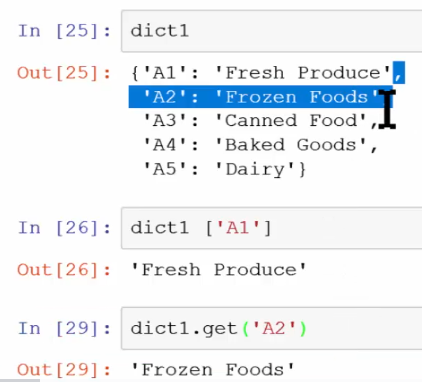 In [25]: dict1
Out[25]: {'A1': 'Fresh Produce',
'A2': 'Frozen Foods'
'A3': 'Canned Food',
'A4': 'Baked Goods',
'A5': 'Dairy'}
In [26]: dict1 ['A1']
Out[26]: 'Fresh Produce'
In [29]: dict1.get('A2')
Out[29]: 'Frozen Foods'